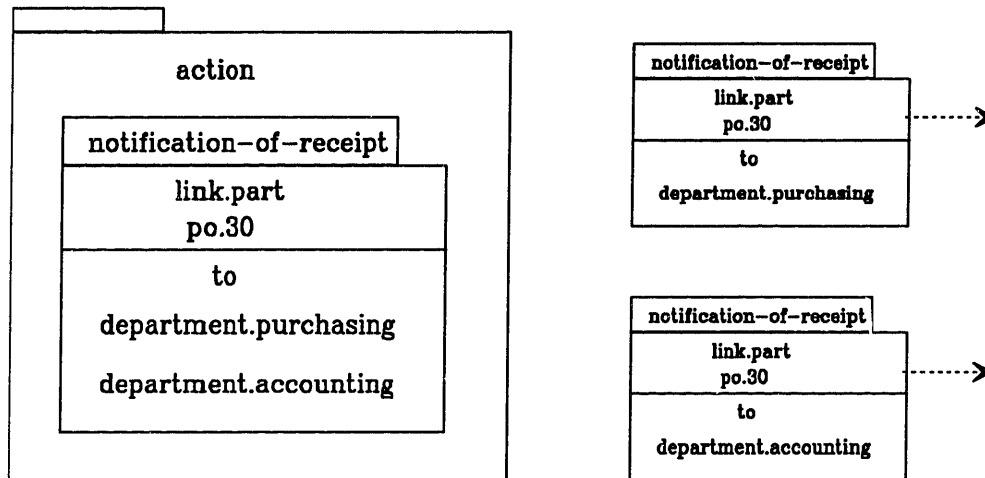 action
notification-of-receipt
link.part
po.30
to
department.purchasing
department.accounting
notification-of-receipt
link.part
po.30
to
department.purchasing
notification-of-receipt
link.part
po.30
to
department.accounting